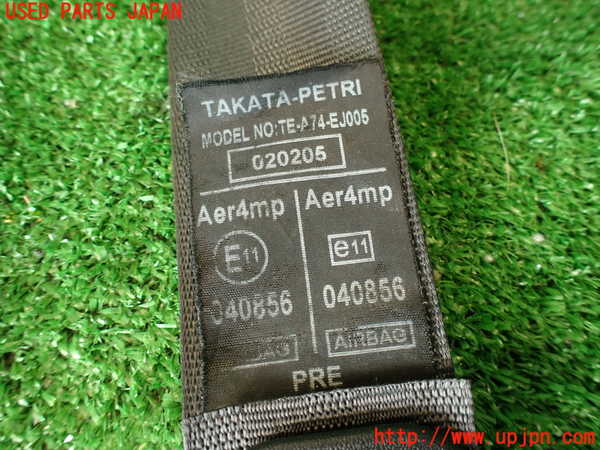 USED PARTS JAPAN
TAKATA-PETRI
MODEL NO:TE-A74-EJ005
020205
Aer4mp Aer4mp
E11 e11
040856 040856
BAG AIRBAG
PRE
http://www.upjpn.com/